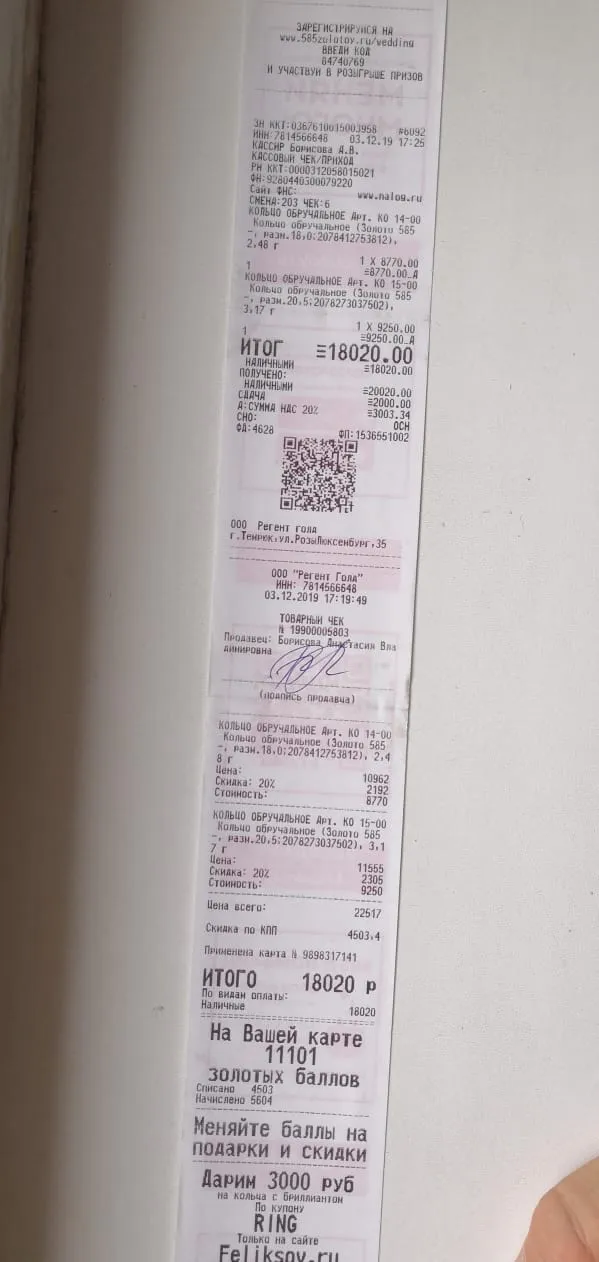 ЗАРЕГИСТРИРУЙСЯ НА
www.585zolotoy.ru/wedding
ВВЕДИ КОД
84740769
И УЧАСТВУЙ В РОЗЫГРЫШЕ ПРИЗОВ
ЗН ККТ:0367610015003958 #6092
ИНН:7814566648 03.12.19 17:25
КАССИР Борисова А.В.
КАССОВЫЙ ЧЕК/ПРИХОД
РН ККТ:0000312058015021
ФН:9280440300079220
Сайт ФНС: www.nalog.ru
СМЕНА:203 ЧЕК:6
КОЛЬЦО ОБРУЧАЛЬНОЕ Арт. КО 14-00
Кольцо обручальное (Золото 585
-, разм.18,0;2078412753812),
2,48 г
1 X 8770.00
1 ≡8770.00_А
КОЛЬЦО ОБРУЧАЛЬНОЕ Арт. КО 15-00
Кольцо обручальное (Золото 585
-, разм.20,5;2078273037502),
3,17 г
1 X 9250.00
1 ≡9250.00_А
ИТОГ ≡18020.00
НАЛИЧНЫМИ ≡18020.00
ПОЛУЧЕНО:
НАЛИЧНЫМИ ≡20020.00
СДАЧА ≡2000.00
А:СУММА НДС 20% ≡3003.34
СНО: ОСН
ФД:4628 ФП:1536551002
ООО Регент голд
г.Темрюк,ул.РозыЛюксенбург,35
ООО "Регент Голд"
ИНН: 7814566648
03.12.2019 17:19:49
ТОВАРНЫЙ ЧЕК
№ 19900005803
Продавец: Борисова Анастасия Вла
димировна
(подпись продавца)
КОЛЬЦО ОБРУЧАЛЬНОЕ Арт. КО 14-00
Кольцо обручальное (Золото 585
-, разм.18,0;2078412753812), 2,4
8 г
Цена: 10962
Скидка: 20% 2192
Стоимость: 8770
КОЛЬЦО ОБРУЧАЛЬНОЕ Арт. КО 15-00
Кольцо обручальное (Золото 585
-, разм.20,5;2078273037502), 3,1
7 г
Цена: 11555
Скидка: 20% 2305
Стоимость: 9250
Цена всего: 22517
Скидка по КПП 4503,4
Применена карта № 9898317141
ИТОГО 18020 р
По видам оплаты:
Наличные 18020
На Вашей карте
11101
золотых баллов
Списано 4503
Начислено 5604
Меняйте баллы на
подарки и скидки
Дарим 3000 руб
на кольца с бриллиантом
По купону
RING
Только на сайте
Feliksov.ru